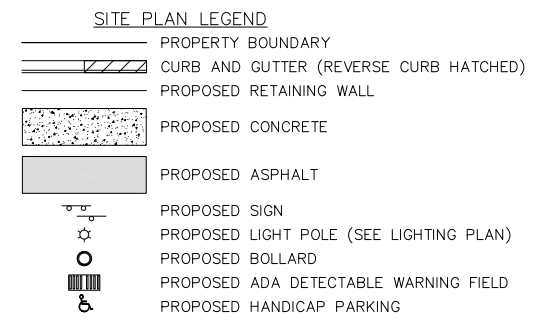 SITE PLAN LEGEND
PROPERTY BOUNDARY
CURB AND GUTTER (REVERSE CURB HATCHED)
PROPOSED RETAINING WALL
PROPOSED CONCRETE
PROPOSED ASPHALT
PROPOSED SIGN
PROPOSED LIGHT POLE (SEE LIGHTING PLAN)
PROPOSED BOLLARD
PROPOSED ADA DETECTABLE WARNING FIELD
PROPOSED HANDICAP PARKING